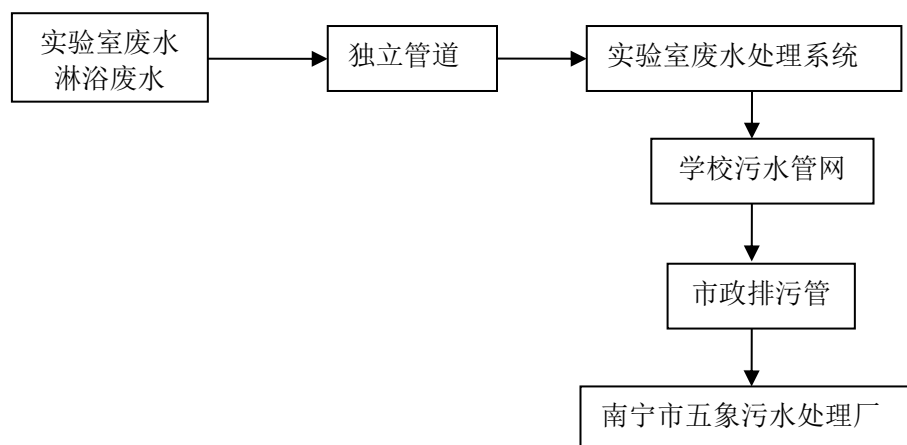 实验室废水
淋浴废水
独立管道
实验室废水处理系统
学校污水管网
市政排污管
南宁市五象污水处理厂